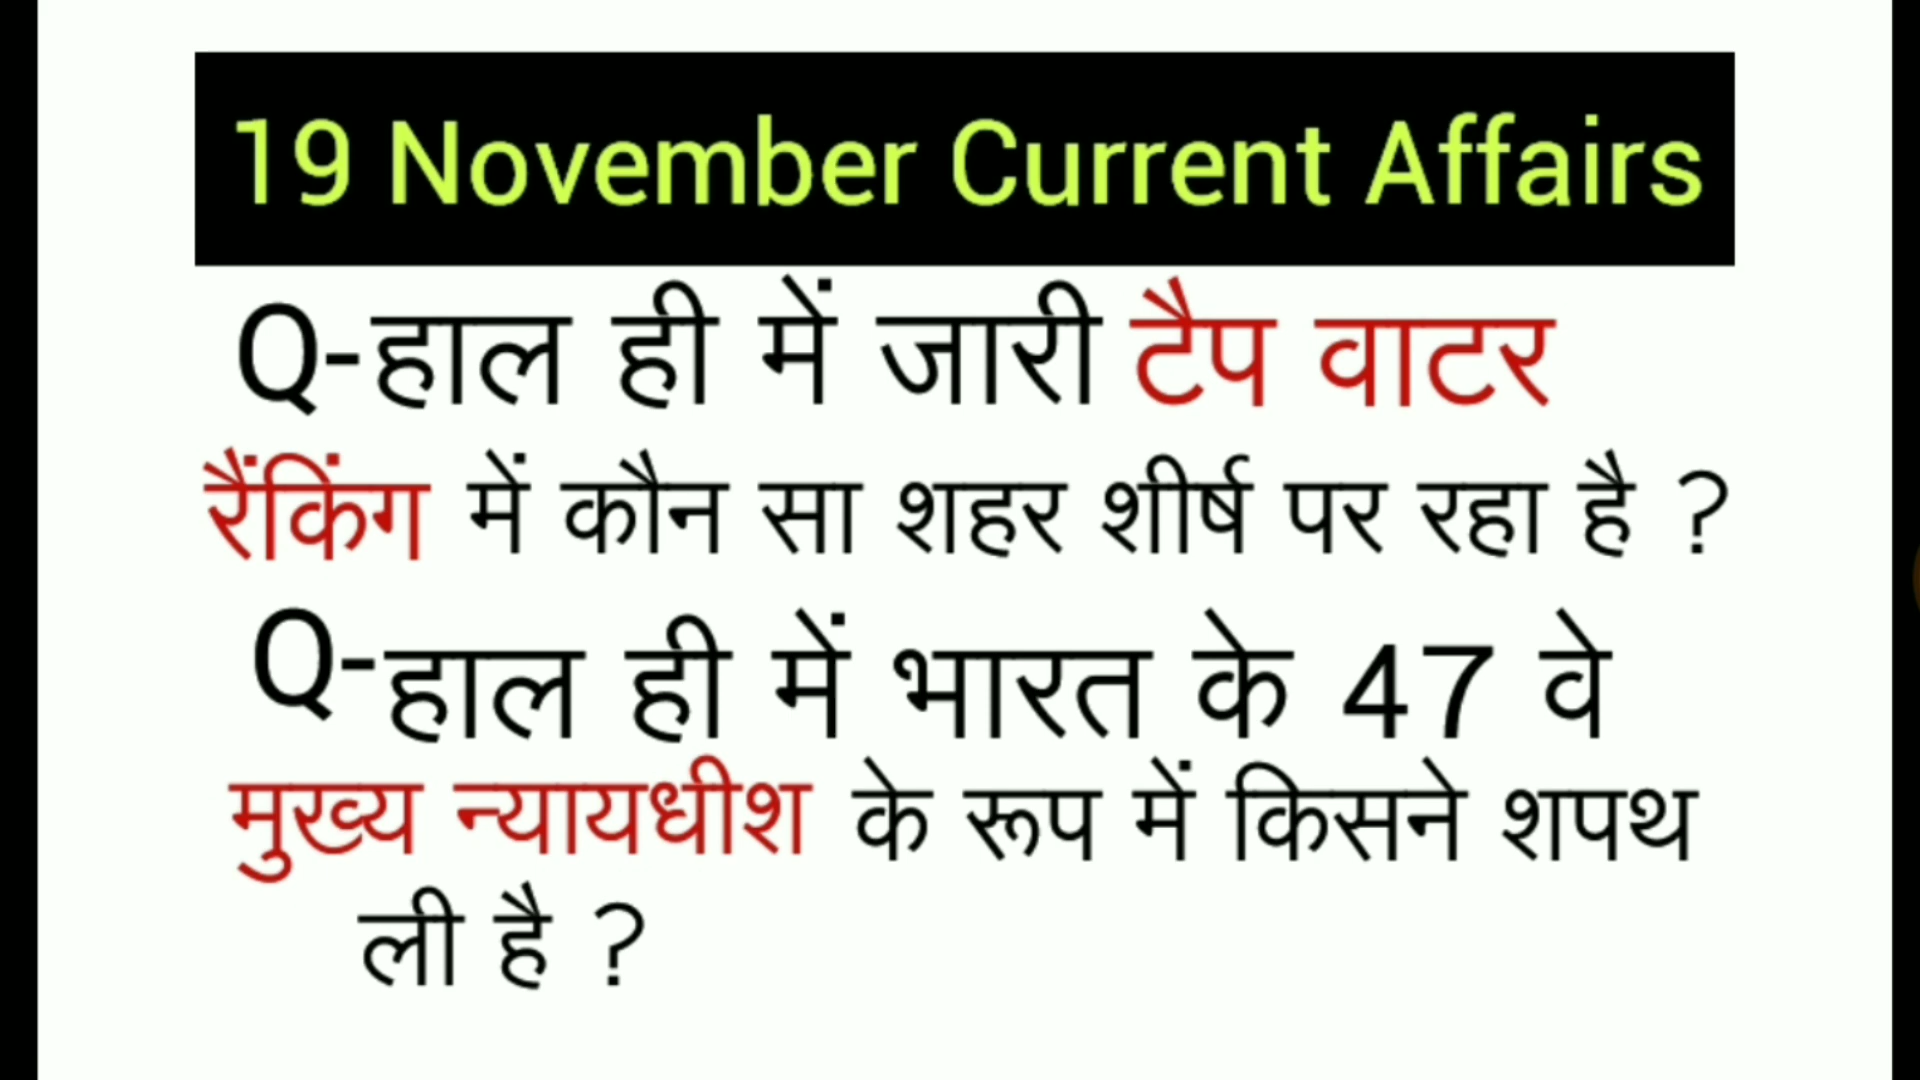 19 November Current Affairs
Q-हाल ही में जारी टैप वाटर
रैंकिंग में कौन सा शहर शीर्ष पर रहा है ?
Q-हाल ही में भारत के 47 वे
मुख्य न्यायधीश के रूप में किसने शपथ
ली है ?